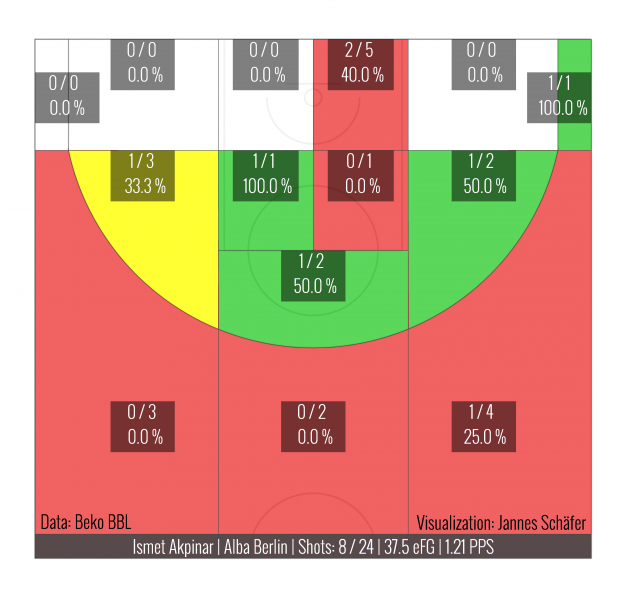 0 / 0
0.0 %
0 / 0
0.0 %
0 / 0
0.0 %
2 / 5
40.0 %
0 / 0
0.0 %
1 / 1
100.0 %
1 / 3
33.3 %
1 / 1
100.0 %
0 / 1
0.0 %
1 / 2
50.0 %
1 / 2
50.0 %
0 / 3
0.0 %
0 / 2
0.0 %
1 / 4
25.0 %
Data: Beko BBL
Visualization: Jannes Schäfer
Ismet Akpinar | Alba Berlin | Shots: 8 / 24 | 37.5 eFG | 1.21 PPS